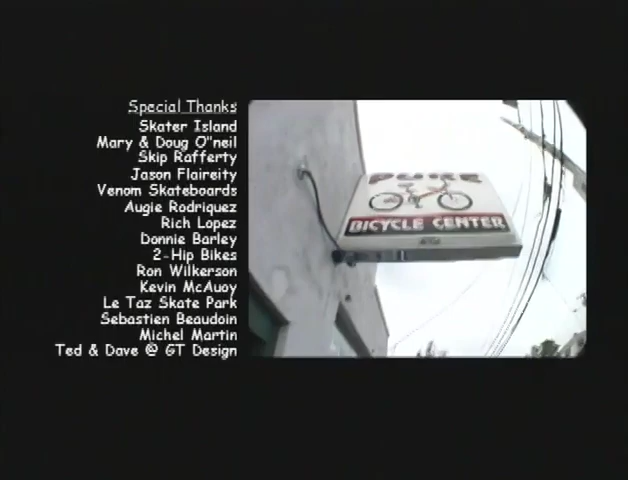 Special Thanks
Skater Island
Mary & Doug O"neil
Skip Rafferty
Jason Flaireity
Venom Skateboards
Augie Rodriquez
Rich Lopez
Donnie Barley
2-Hip Bikes
Ron Wilkerson
Kevin McAuoy
Le Taz Skate Park
Sebastien Beaudoin
Michel Martin
Ted & Dave @ GT Design
BICYCLE CENTER